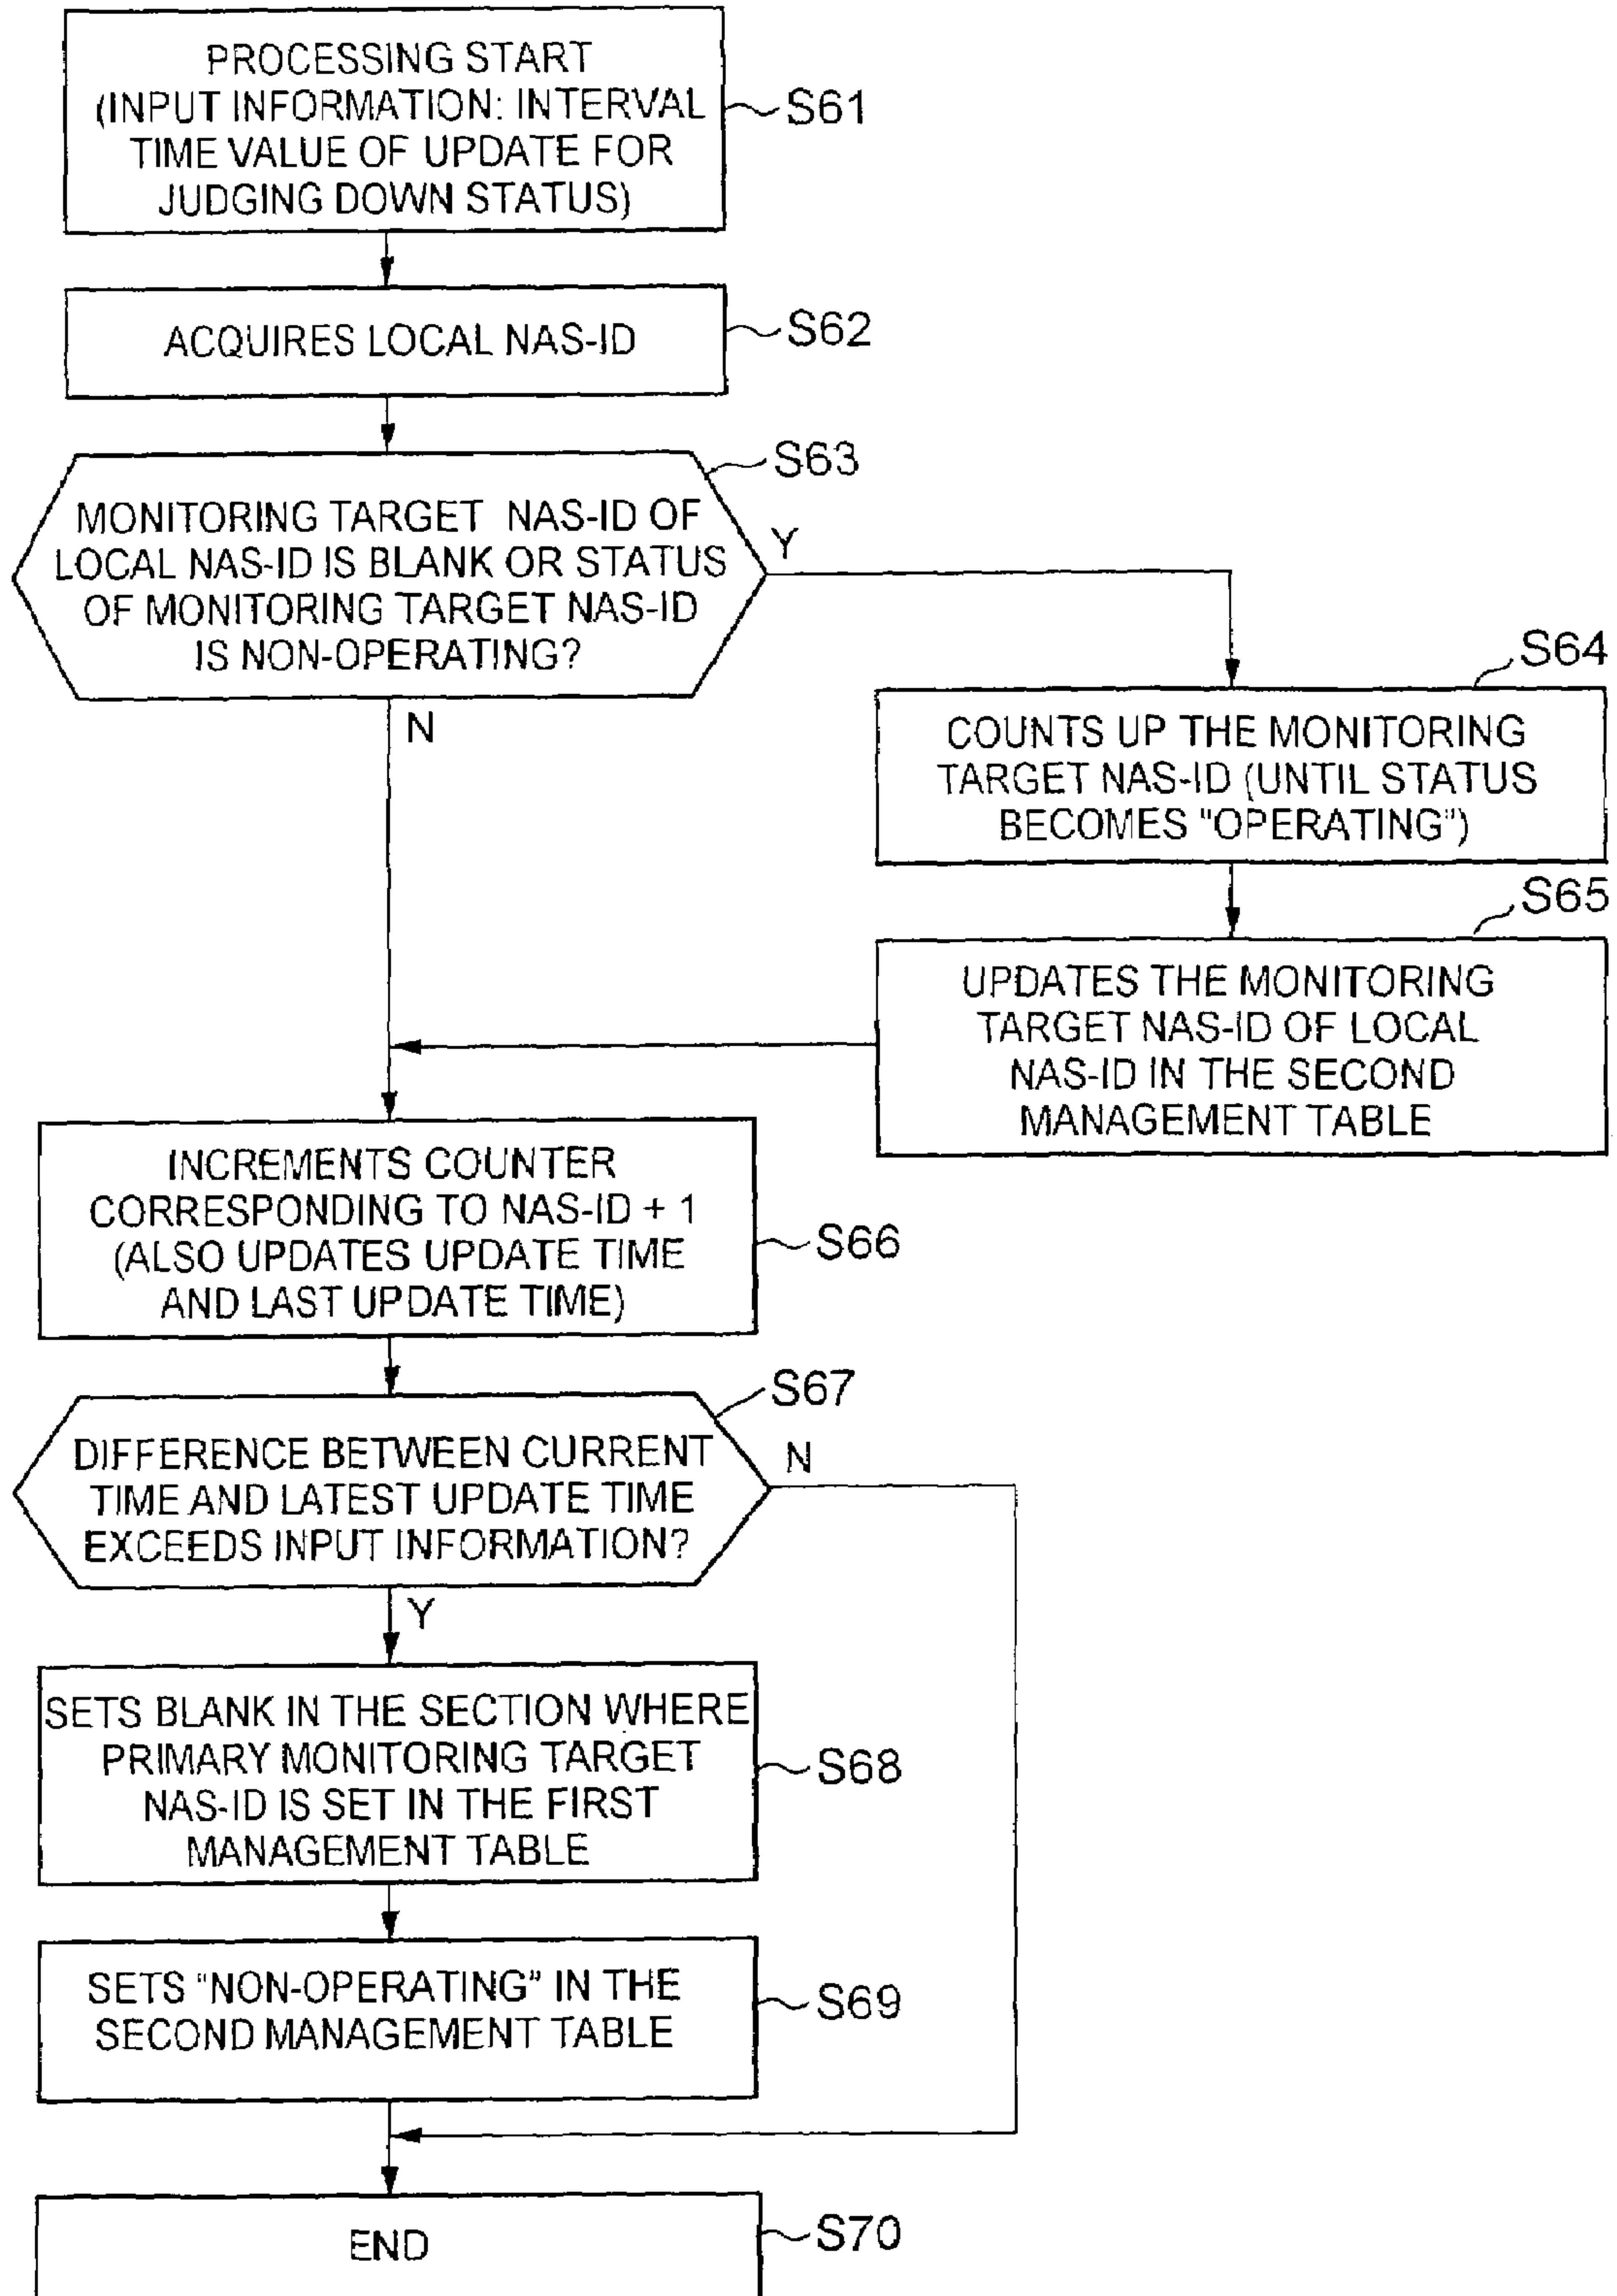 PROCESSING START
(INPUT INFORMATION: INTERVAL
TIME VALUE OF UPDATE FOR
JUDGING DOWN STATUS)
S61
ACQUIRES LOCAL NAS-ID
S62
S63
MONITORING TARGET NAS-ID OF
LOCAL NAS-ID IS BLANK OR STATUS
OF MONITORING TARGET NAS-ID
IS NON-OPERATING?
Y
N
S64
COUNTS UP THE MONITORING
TARGET NAS-ID (UNTIL STATUS
BECOMES "OPERATING")
S65
UPDATES THE MONITORING
TARGET NAS-ID OF LOCAL
NAS-ID IN THE SECOND
MANAGEMENT TABLE
INCREMENTS COUNTER
CORRESPONDING TO NAS-ID + 1
(ALSO UPDATES UPDATE TIME
AND LAST UPDATE TIME)
S66
S67
DIFFERENCE BETWEEN CURRENT
TIME AND LATEST UPDATE TIME
EXCEEDS INPUT INFORMATION?
N
Y
SETS BLANK IN THE SECTION WHERE
PRIMARY MONITORING TARGET
NAS-ID IS SET IN THE FIRST
MANAGEMENT TABLE
S68
SETS "NON-OPERATING" IN THE
SECOND MANAGEMENT TABLE
S69
END
S70